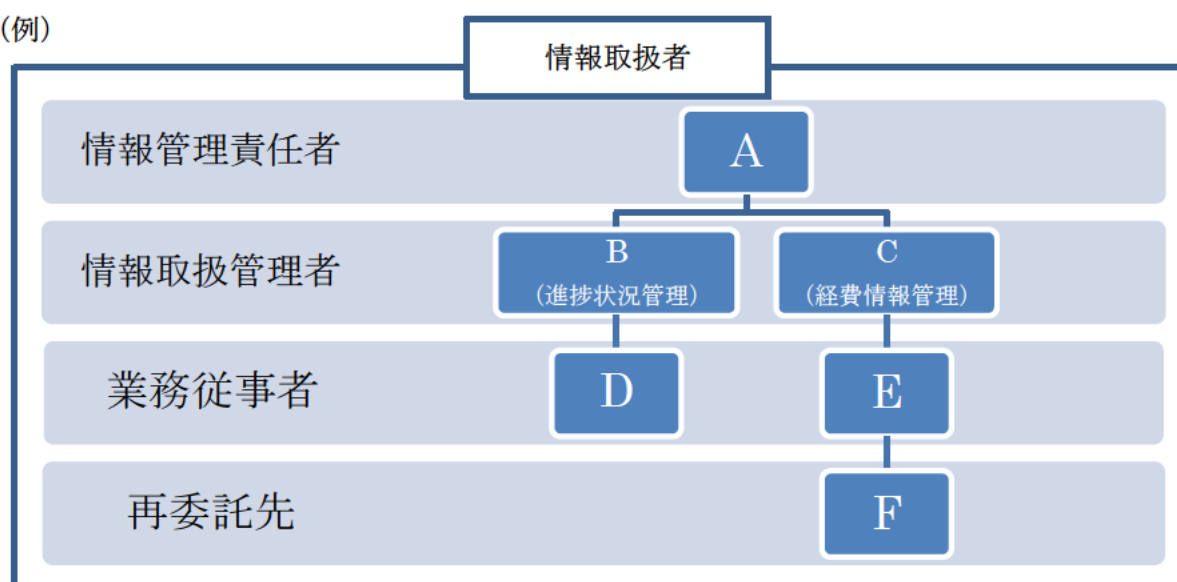 (例)
情報取扱者
情報管理責任者
A
情報取扱管理者
B
(進捗状況管理)
C
(経費情報管理)
業務従事者
D
E
再委託先
F